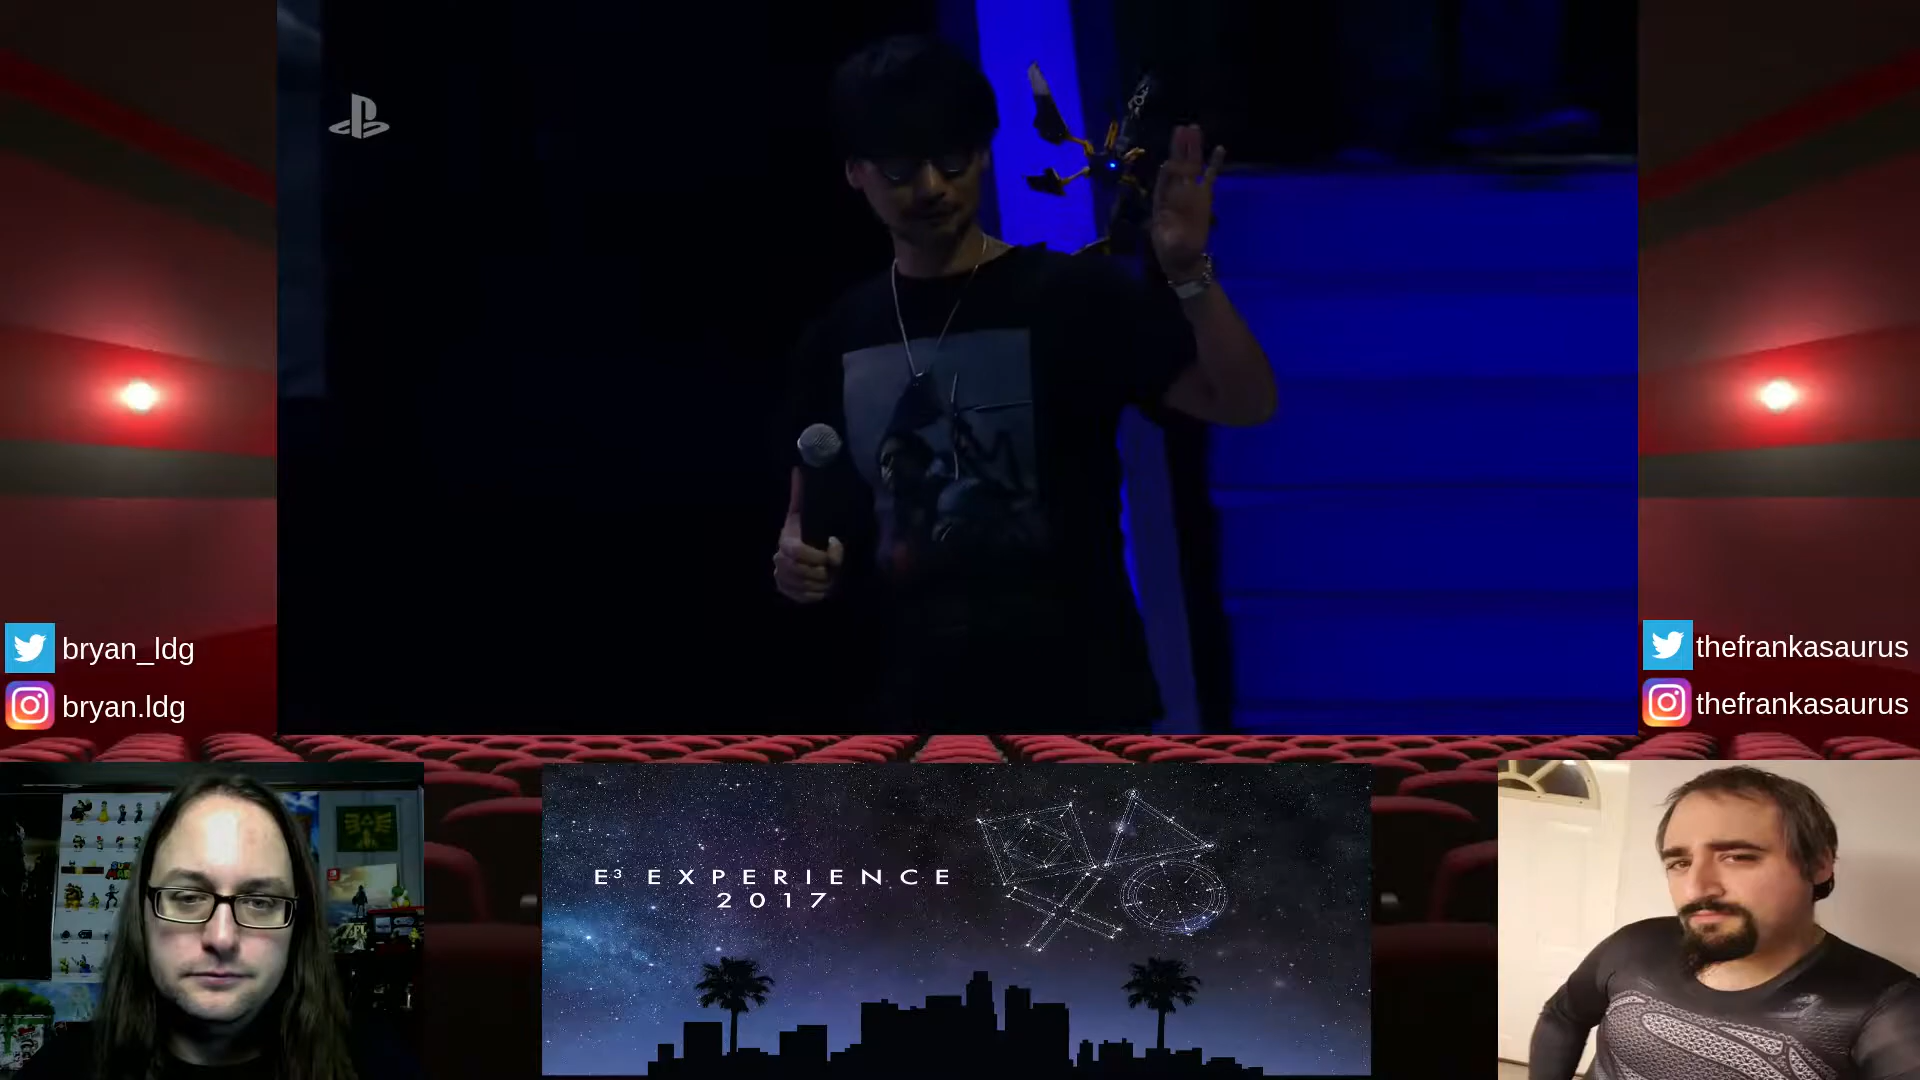 bryan_ldg
bryan.ldg
thefrankasaurus
thefrankasaurus
E³ EXPERIENCE
2017